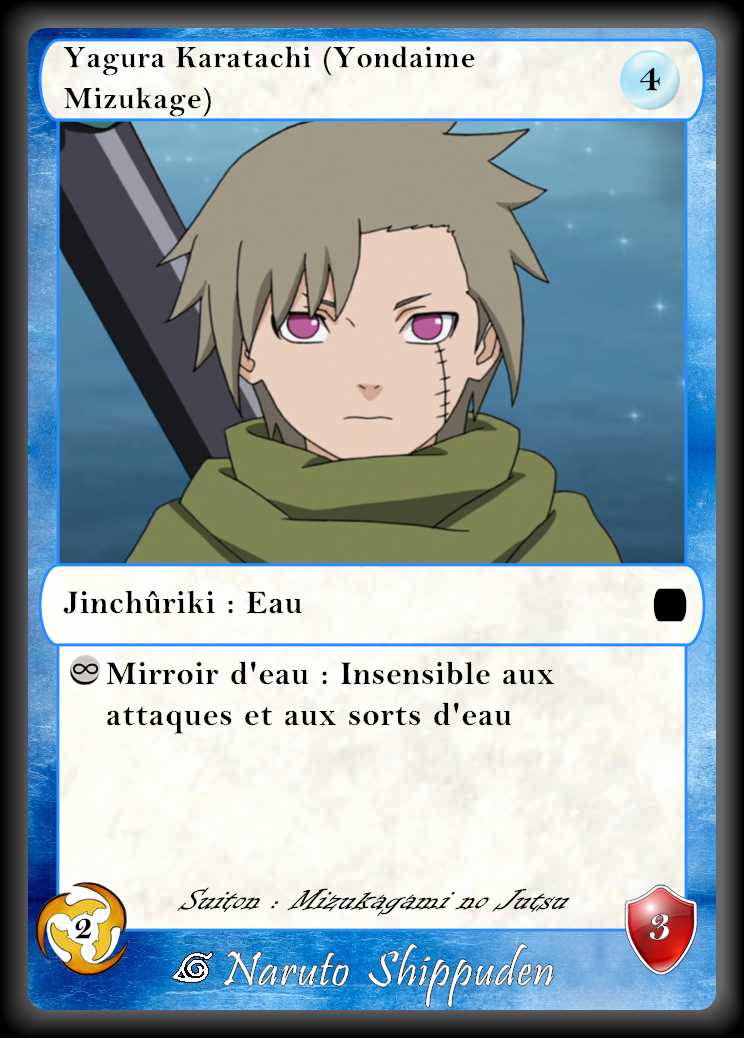 Yagura Karatachi (Yondaime
Mizukage)
4
Jinchûriki : Eau
Mirroir d'eau : Insensible aux
attaques et aux sorts d'eau
Suiton : Mizukagami no Jutsu
2
3
Naruto Shippuden